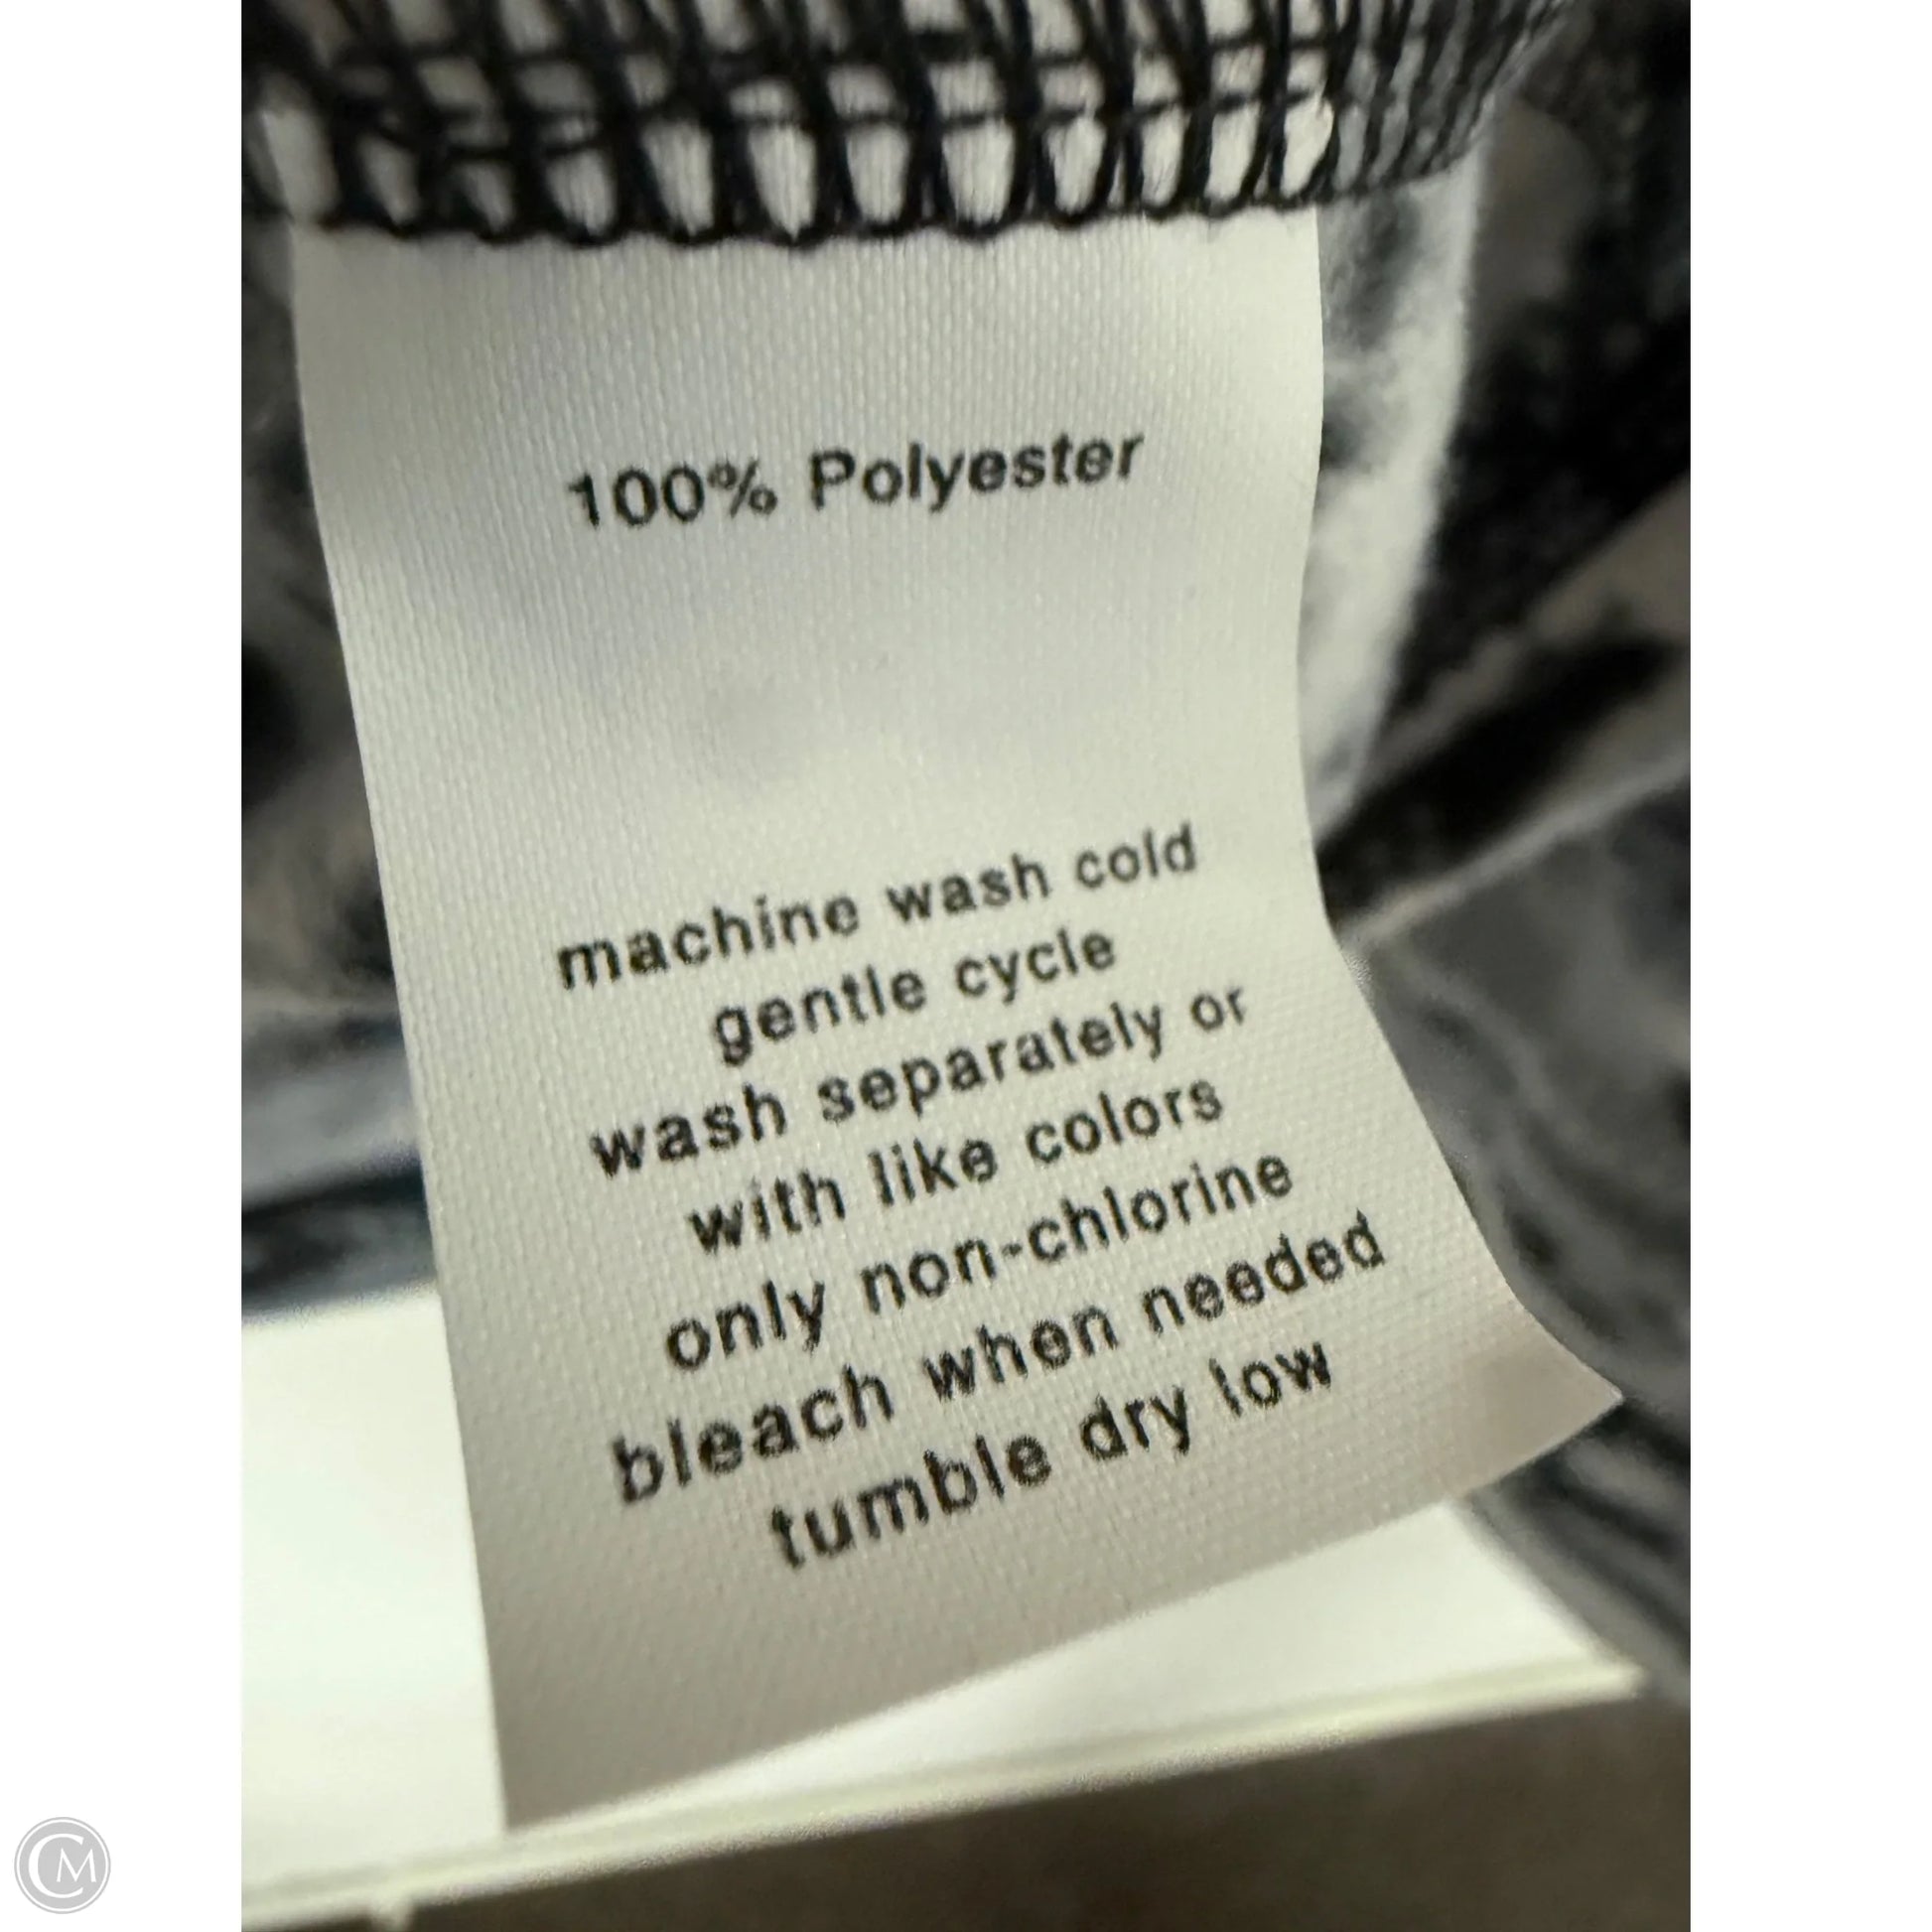 100% Polyester
machine wash cold
gentle cycle
wash separately or
with like colors
only non-chlorine
bleach when needed
tumble dry low
CM